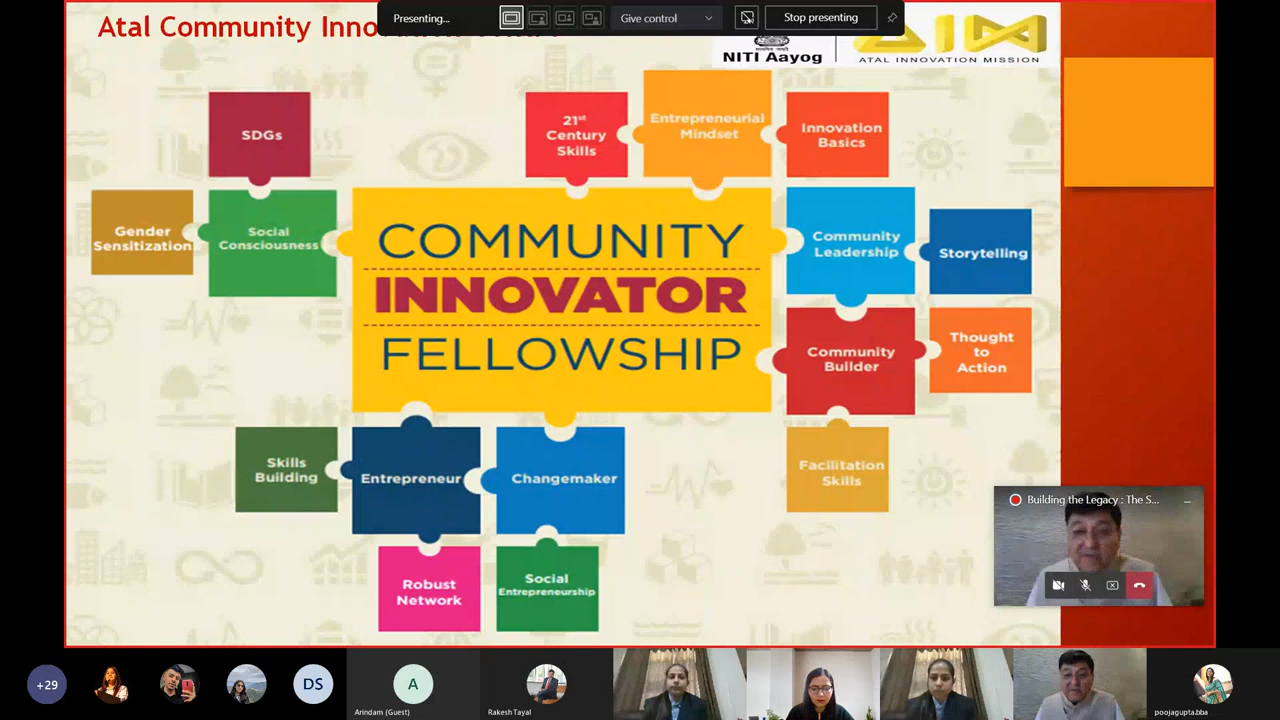 Presenting...
Give control
Stop presenting
Atal Community
NITI Aayog
ATAL INNOVATION MISSION
SDGs
21st
Century
Skills
Entrepreneurial
Mindset
Innovation
Basics
Gender
Sensitization
Social
Consciousness
COMMUNITY
INNOVATOR
FELLOWSHIP
Community
Leadership
Storytelling
Community
Builder
Thought
to
Action
Skills
Building
Entrepreneur
Changemaker
Facilitation
Skills
Robust
Network
Social
Entrepreneurship
Building the Legacy : The S...
+29
DS
A
Arindam (Guest)
Rakesh Tayal
poojagupta.bba